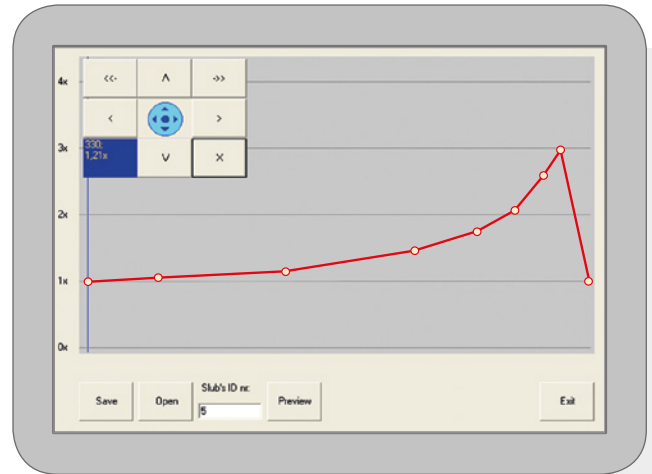 4x
<<- ^ ->>
< >
3x
330;
1,21x
v x
2x
1x
0x
Save Open Slub's ID nr. Preview Exit
5